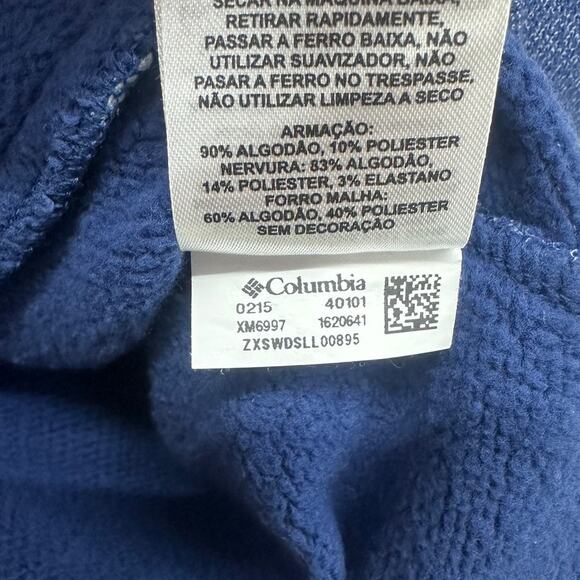 SECAR NA MÁQUINA BAIXA,
RETIRAR RAPIDAMENTE,
PASSAR A FERRO BAIXA, NÃO
UTILIZAR SUAVIZADOR, NÃO
PASAR A FERRO NO TRESPASSE,
NÃO UTILIZAR LIMPEZA A SECO
ARMAÇÃO:
90% ALGODÃO, 10% POLIESTER
NERVURA: 83% ALGODÃO,
14% POLIESTER, 3% ELASTANO
FORRO MALHA:
60% ALGODÃO, 40% POLIESTER
SEM DECORAÇÃO
Columbia
0215 40101
XM6997 1620641
ZXSWDSLL00895